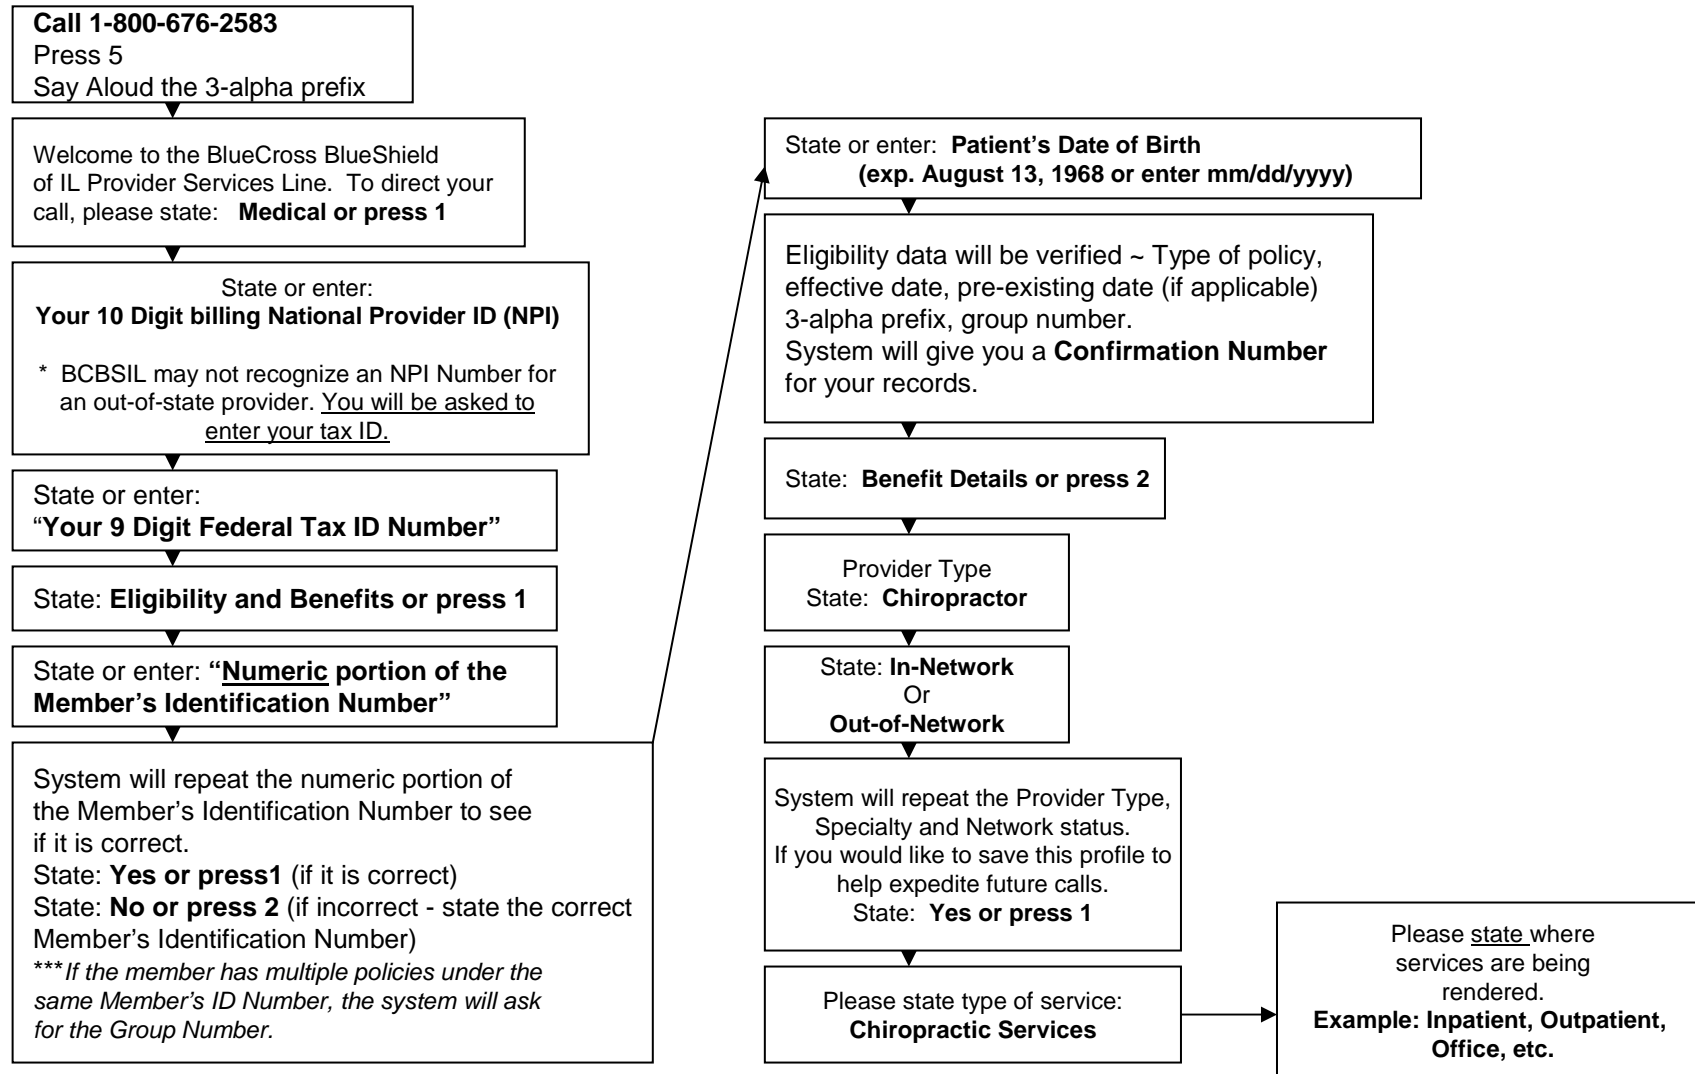 Call 1-800-676-2583
Press 5
Say Aloud the 3-alpha prefix
Welcome to the BlueCross BlueShield
of IL Provider Services Line. To direct your
call, please state: Medical or press 1
State or enter:
Your 10 Digit billing National Provider ID (NPI)
* BCBSIL may not recognize an NPI Number for
an out-of-state provider. You will be asked to
enter your tax ID.
State or enter:
“Your 9 Digit Federal Tax ID Number”
State: Eligibility and Benefits or press 1
State or enter: “Numeric portion of the
Member’s Identification Number”
System will repeat the numeric portion of
the Member’s Identification Number to see
if it is correct.
State: Yes or press1 (if it is correct)
State: No or press 2 (if incorrect - state the correct
Member’s Identification Number)
***If the member has multiple policies under the
same Member’s ID Number, the system will ask
for the Group Number.
State or enter: Patient’s Date of Birth
(exp. August 13, 1968 or enter mm/dd/yyyy)
Eligibility data will be verified ~ Type of policy,
effective date, pre-existing date (if applicable)
3-alpha prefix, group number.
System will give you a Confirmation Number
for your records.
State: Benefit Details or press 2
Provider Type
State: Chiropractor
State: In-Network
Or
Out-of-Network
System will repeat the Provider Type,
Specialty and Network status.
If you would like to save this profile to
help expedite future calls.
State: Yes or press 1
Please state type of service:
Chiropractic Services
Please state where
services are being
rendered.
Example: Inpatient, Outpatient,
Office, etc.